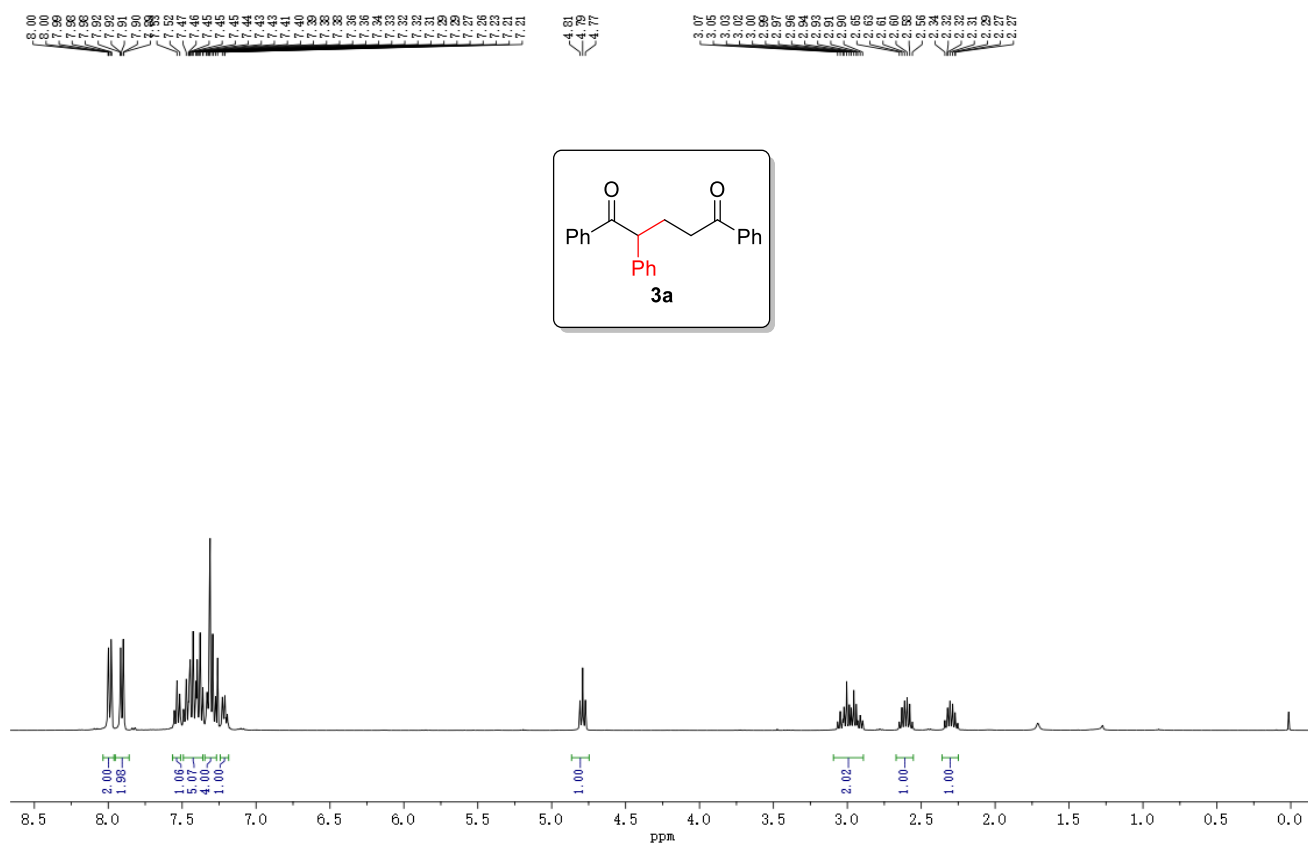 8.00 8.00 7.99 7.98 7.98 7.92 7.92 7.91 7.90 7.53 7.52 7.47 7.46 7.45 7.45 7.45 7.44 7.43 7.43 7.41 7.40 7.39 7.38 7.38 7.36 7.36 7.34 7.33 7.32 7.32 7.31 7.29 7.29 7.27 7.26 7.23 7.21 7.21
4.81 4.79 4.77
3.07 3.05 3.03 3.02 3.00 2.99 2.97 2.96 2.94 2.93 2.91 2.90 2.65 2.63 2.61 2.60 2.58 2.56 2.34 2.32 2.32 2.31 2.29 2.27 2.27
O O
Ph Ph
Ph
3a
2.00 1.98 1.06 5.07 4.00 1.00 1.00 2.02 1.00 1.00
8.5 8.0 7.5 7.0 6.5 6.0 5.5 5.0 4.5 4.0 3.5 3.0 2.5 2.0 1.5 1.0 0.5 0.0
ppm